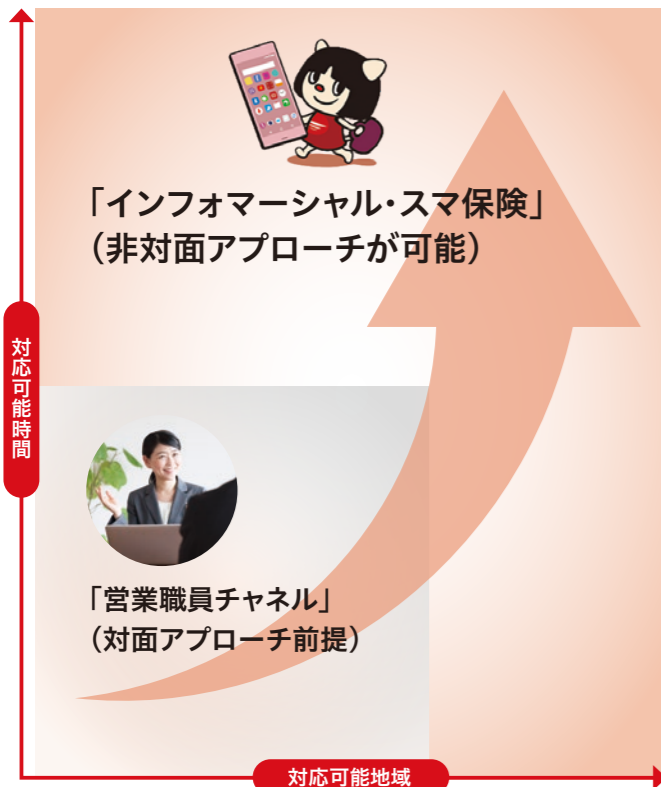 「インフォマーシャル・スマ保険」
（非対面アプローチが可能）
対応可能時間
「営業職員チャネル」
（対面アプローチ前提）
対応可能地域